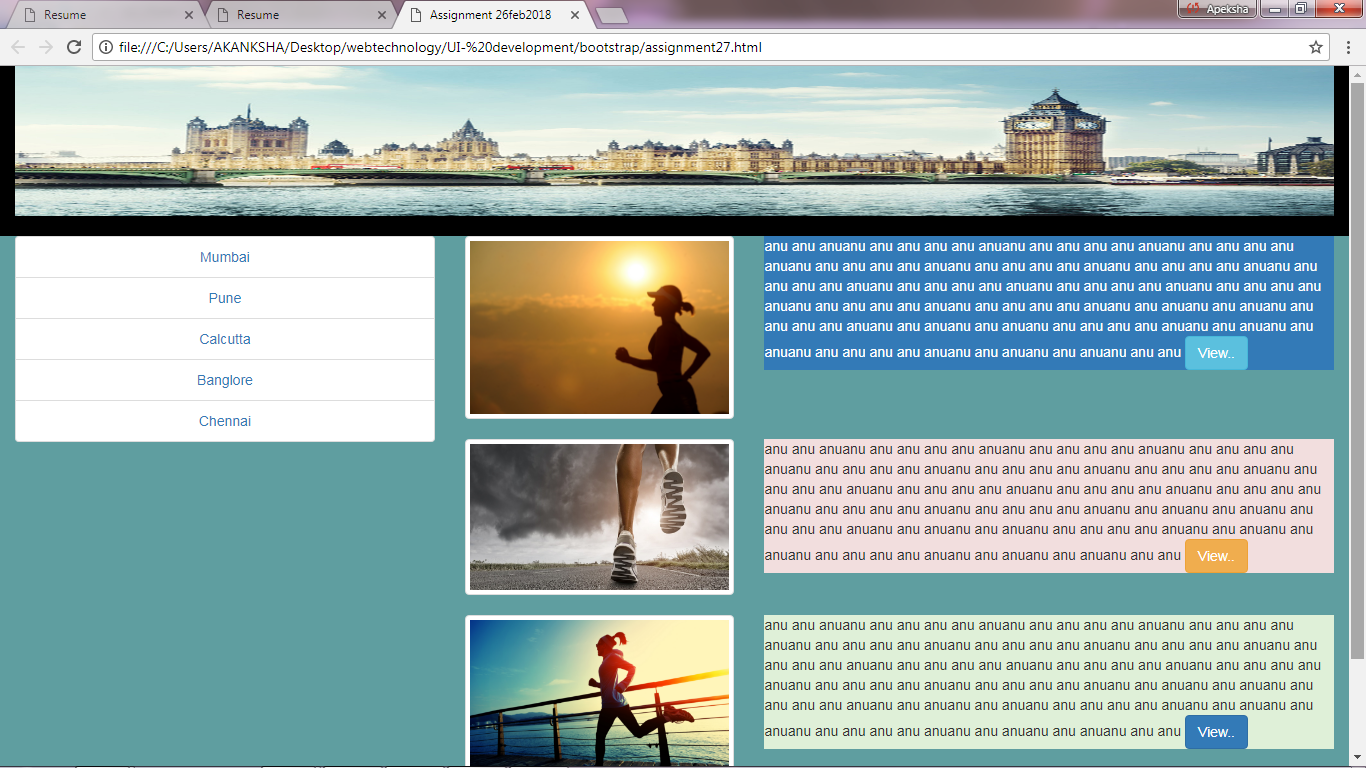 Resume
Resume
Assignment 26feb2018
Apeksha
file:///C:/Users/AKANKSHA/Desktop/webtechnology/UI-%20development/bootstrap/assignment27.html
Mumbai
Pune
Calcutta
Banglore
Chennai
anu anu anuanu anu anu anu anu anuanu anu anu anu anu anuanu anu anu anu anu
anuanu anu anu anu anu anuanu anu anu anu anu anuanu anu anu anu anu anuanu anu
anu anu anu anuanu anu anu anu anu anuanu anu anu anu anu anuanu anu anu anu anu
anuanu anu anu anu anu anuanu anu anu anu anu anuanu anu anuanu anu anuanu anu
anu anu anu anuanu anu anuanu anu anuanu anu anu anu anu anuanu anu anuanu anu
anuanu anu anu anu anu anuanu anu anuanu anu anuanu anu anu View..
anu anu anuanu anu anu anu anu anuanu anu anu anu anu anuanu anu anu anu anu
anuanu anu anu anu anu anuanu anu anu anu anu anuanu anu anu anu anu anuanu anu
anu anu anu anuanu anu anu anu anu anuanu anu anu anu anu anuanu anu anu anu anu
anuanu anu anu anu anu anuanu anu anu anu anu anuanu anu anuanu anu anuanu anu
anu anu anu anuanu anu anuanu anu anuanu anu anu anu anu anuanu anu anuanu anu
anuanu anu anu anu anu anuanu anu anuanu anu anuanu anu anu View..
anu anu anuanu anu anu anu anu anuanu anu anu anu anu anuanu anu anu anu anu
anuanu anu anu anu anu anuanu anu anu anu anu anuanu anu anu anu anu anuanu anu
anu anu anu anuanu anu anu anu anu anuanu anu anu anu anu anuanu anu anu anu anu
anuanu anu anu anu anu anuanu anu anu anu anu anuanu anu anuanu anu anuanu anu
anu anu anu anuanu anu anuanu anu anuanu anu anu anu anu anuanu anu anuanu anu
anuanu anu anu anu anu anuanu anu anuanu anu anuanu anu anu View..